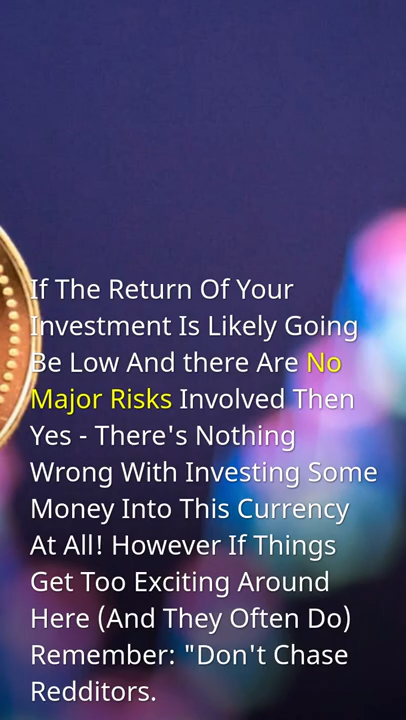 If The Return Of Your
Investment Is Likely Going
Be Low And there Are No
Major Risks Involved Then
Yes - There's Nothing
Wrong With Investing Some
Money Into This Currency
At All! However If Things
Get Too Exciting Around
Here (And They Often Do)
Remember: "Don't Chase
Redditors.